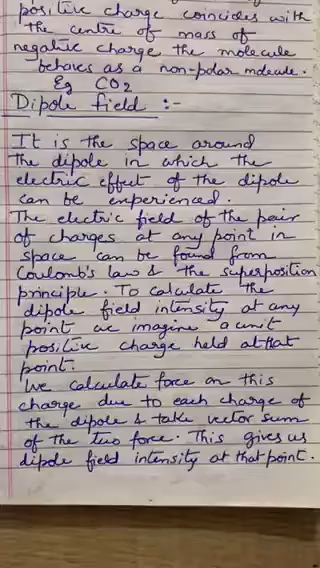 positive charge coincides with
the centre of mass of
negative charge the molecule
behaves as a non-polar molecule.
Eg CO2
Dipole field :-
It is the space around
the dipole in which the
electric effect of the dipole
can be experienced.
The electric field of the pair
of charges at any point in
space can be found from
Coulomb's law & the superposition
principle. To calculate the
dipole field intensity at any
point we imagine a unit
positive charge held at that
point.
We calculate force on this
charge due to each charge of
the dipole & take vector sum
of the two force. This gives us
dipole field intensity at that point.